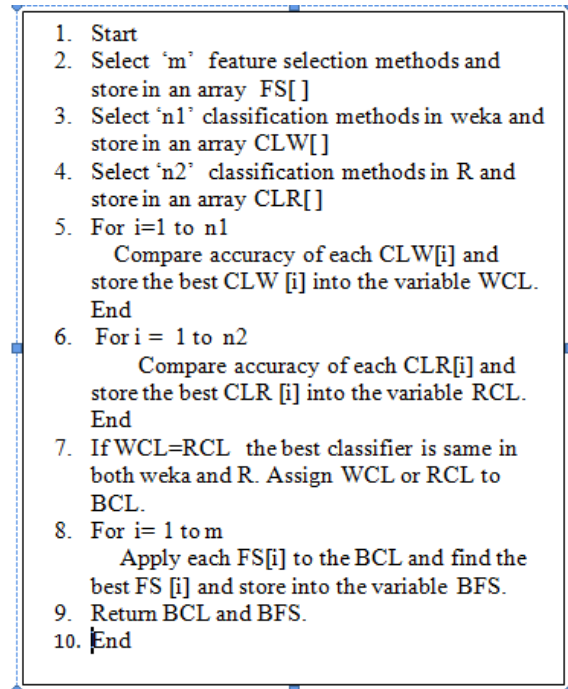 1. Start
2. Select ‘m’ feature selection methods and
store in an array FS[ ]
3. Select ‘n1’ classification methods in weka and
store in an array CLW[]
4. Select ‘n2’ classification methods in R and
store in an array CLR[]
5. For i=1 to n1
Compare accuracy of each CLW[i] and
store the best CLW [i] into the variable WCL.
End
6. For i = 1 to n2
Compare accuracy of each CLR[i] and
store the best CLR [i] into the variable RCL.
End
7. If WCL=RCL the best classifier is same in
both weka and R. Assign WCL or RCL to
BCL.
8. For i= 1 to m
Apply each FS[i] to the BCL and find the
best FS [i] and store into the variable BFS.
9. Return BCL and BFS.
10. End